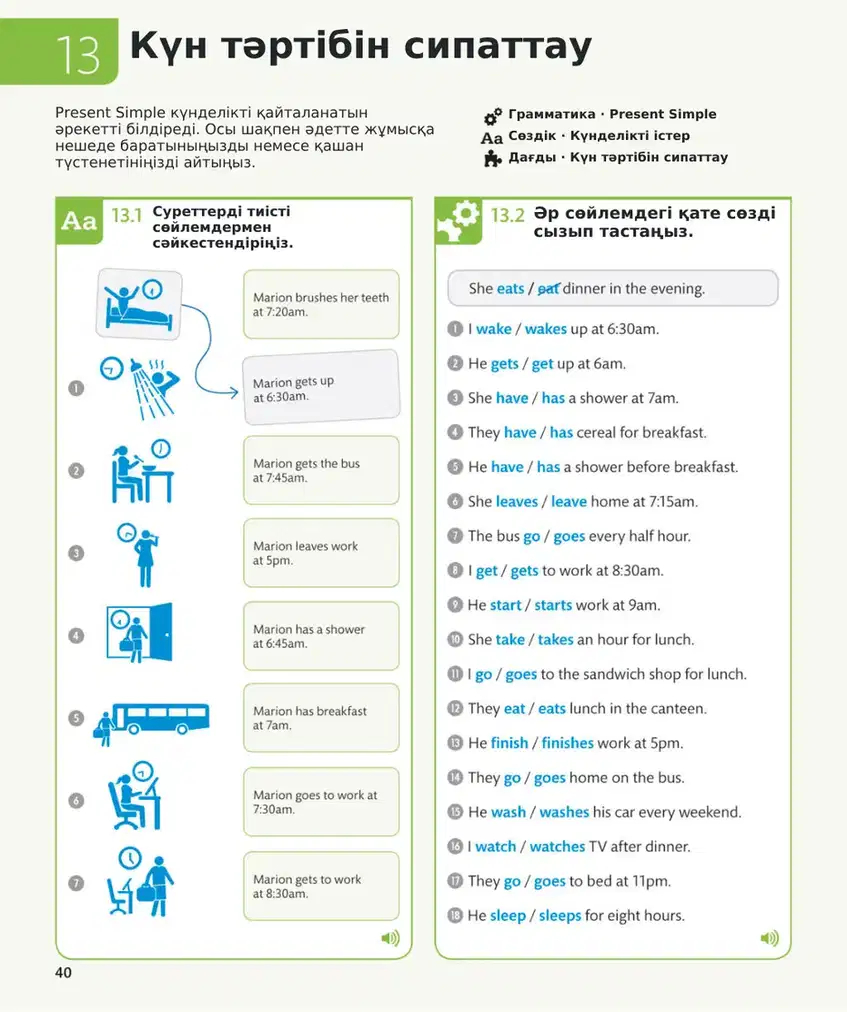 13
Күн тәртібін сипаттау
Present Simple күнделікті қайталанатын
әрекетті білдіреді. Осы шақпен әдетте жұмысқа
нешеде баратыныңызды немесе қашан
түстенетініңізді айтыңыз.
Грамматика · Present Simple
Aa Сөздік · Күнделікті істер
Дағды · Күн тәртібін сипаттау
Aa 13.1 Суреттерді тиісті
сөйлемдермен
сәйкестендіріңіз.
Marion brushes her teeth
at 7:20am.
Marion gets up
at 6:30am.
1
Marion gets the bus
at 7:45am.
2
Marion leaves work
at 5pm.
3
Marion has a shower
at 6:45am.
4
Marion has breakfast
at 7am.
5
Marion goes to work at
7:30am.
6
Marion gets to work
at 8:30am.
7
13.2 Әр сөйлемдегі қате сөзді
сызып тастаңыз.
She eats / eat dinner in the evening.
1 I wake / wakes up at 6:30am.
2 He gets / get up at 6am.
3 She have / has a shower at 7am.
4 They have / has cereal for breakfast.
5 He have / has a shower before breakfast.
6 She leaves / leave home at 7:15am.
7 The bus go / goes every half hour.
8 I get / gets to work at 8:30am.
9 He start / starts work at 9am.
10 She take / takes an hour for lunch.
11 I go / goes to the sandwich shop for lunch.
12 They eat / eats lunch in the canteen.
13 He finish / finishes work at 5pm.
14 They go / goes home on the bus.
15 He wash / washes his car every weekend.
16 I watch / watches TV after dinner.
17 They go / goes to bed at 11pm.
18 He sleep / sleeps for eight hours.
40